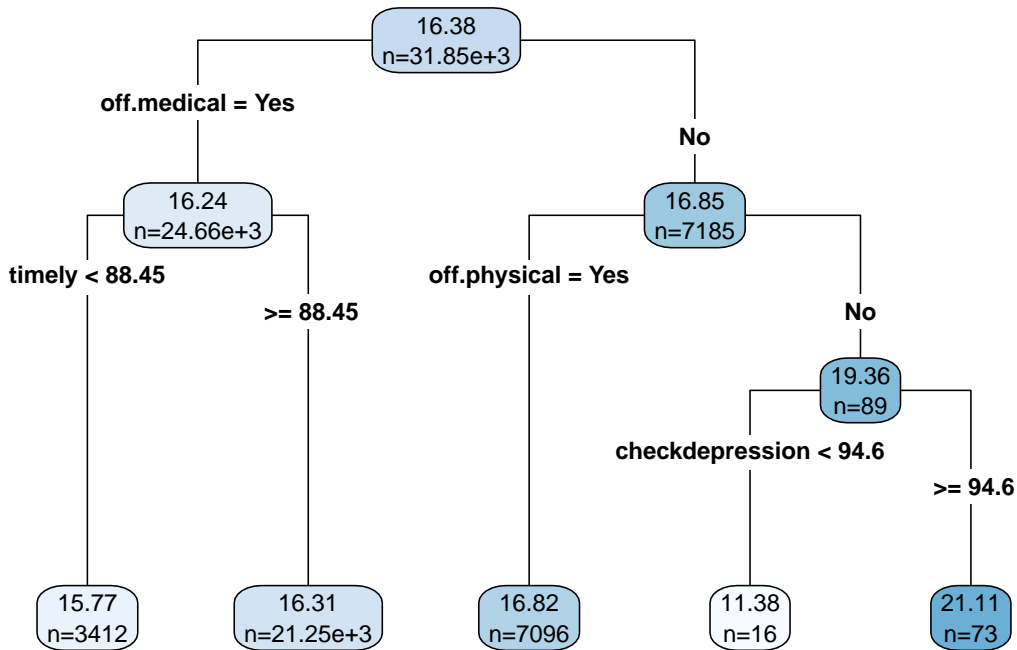 16.38
n=31.85e+3
off.medical = Yes
No
16.24
n=24.66e+3
16.85
n=7185
timely < 88.45
>= 88.45
off.physical = Yes
No
19.36
n=89
checkdepression < 94.6
>= 94.6
15.77
n=3412
16.31
n=21.25e+3
16.82
n=7096
11.38
n=16
21.11
n=73